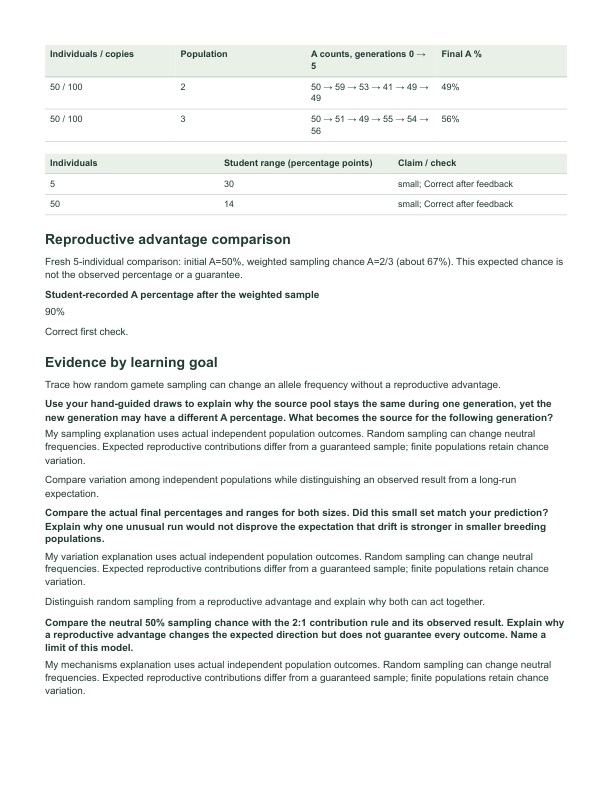 Individuals / copies Population A counts, generations 0 → Final A %
5
50 / 100 2 50 → 59 → 53 → 41 → 49 → 49%
49
50 / 100 3 50 → 51 → 49 → 55 → 54 → 56%
56
Individuals Student range (percentage points) Claim / check
5 30 small; Correct after feedback
50 14 small; Correct after feedback
Reproductive advantage comparison
Fresh 5-individual comparison: initial A=50%, weighted sampling chance A=2/3 (about 67%). This expected chance is
not the observed percentage or a guarantee.
Student-recorded A percentage after the weighted sample
90%
Correct first check.
Evidence by learning goal
Trace how random gamete sampling can change an allele frequency without a reproductive advantage.
Use your hand-guided draws to explain why the source pool stays the same during one generation, yet the
new generation may have a different A percentage. What becomes the source for the following generation?
My sampling explanation uses actual independent population outcomes. Random sampling can change neutral
frequencies. Expected reproductive contributions differ from a guaranteed sample; finite populations retain chance
variation.
Compare variation among independent populations while distinguishing an observed result from a long-run
expectation.
Compare the actual final percentages and ranges for both sizes. Did this small set match your prediction?
Explain why one unusual run would not disprove the expectation that drift is stronger in smaller breeding
populations.
My variation explanation uses actual independent population outcomes. Random sampling can change neutral
frequencies. Expected reproductive contributions differ from a guaranteed sample; finite populations retain chance
variation.
Distinguish random sampling from a reproductive advantage and explain why both can act together.
Compare the neutral 50% sampling chance with the 2:1 contribution rule and its observed result. Explain why
a reproductive advantage changes the expected direction but does not guarantee every outcome. Name a
limit of this model.
My mechanisms explanation uses actual independent population outcomes. Random sampling can change neutral
frequencies. Expected reproductive contributions differ from a guaranteed sample; finite populations retain chance
variation.